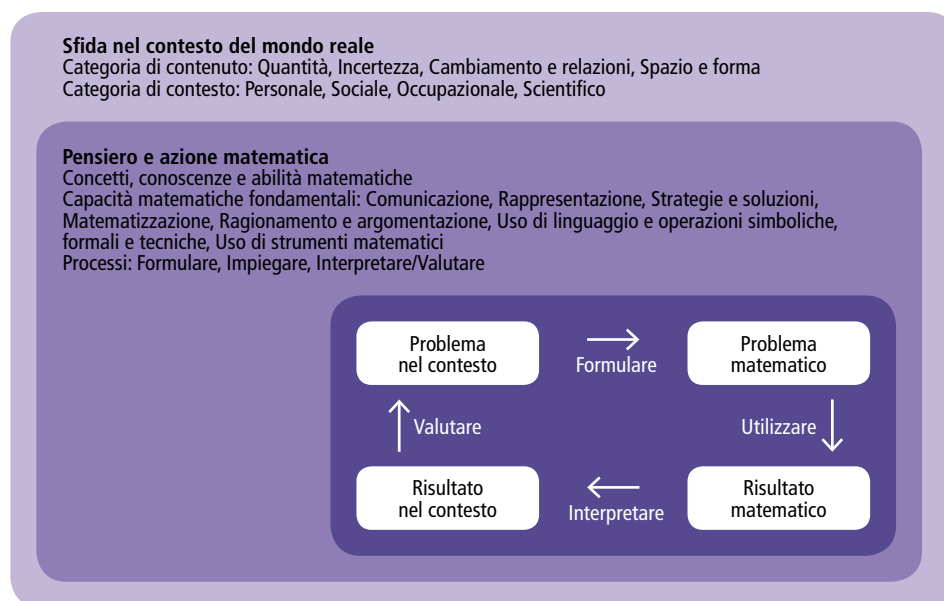 Sfida nel contesto del mondo reale
Categoria di contenuto: Quantità, Incertezza, Cambiamento e relazioni, Spazio e forma
Categoria di contesto: Personale, Sociale, Occupazionale, Scientifico
Pensiero e azione matematica
Concetti, conoscenze e abilità matematiche
Capacità matematiche fondamentali: Comunicazione, Rappresentazione, Strategie e soluzioni,
Matematizzazione, Ragionamento e argomentazione, Uso di linguaggio e operazioni simboliche,
formali e tecniche, Uso di strumenti matematici
Processi: Formulare, Impiegare, Interpretare/Valutare
Problema
nel contesto
Formulare
Problema
matematico
Valutare
Utilizzare
Risultato
nel contesto
Interpretare
Risultato
matematico